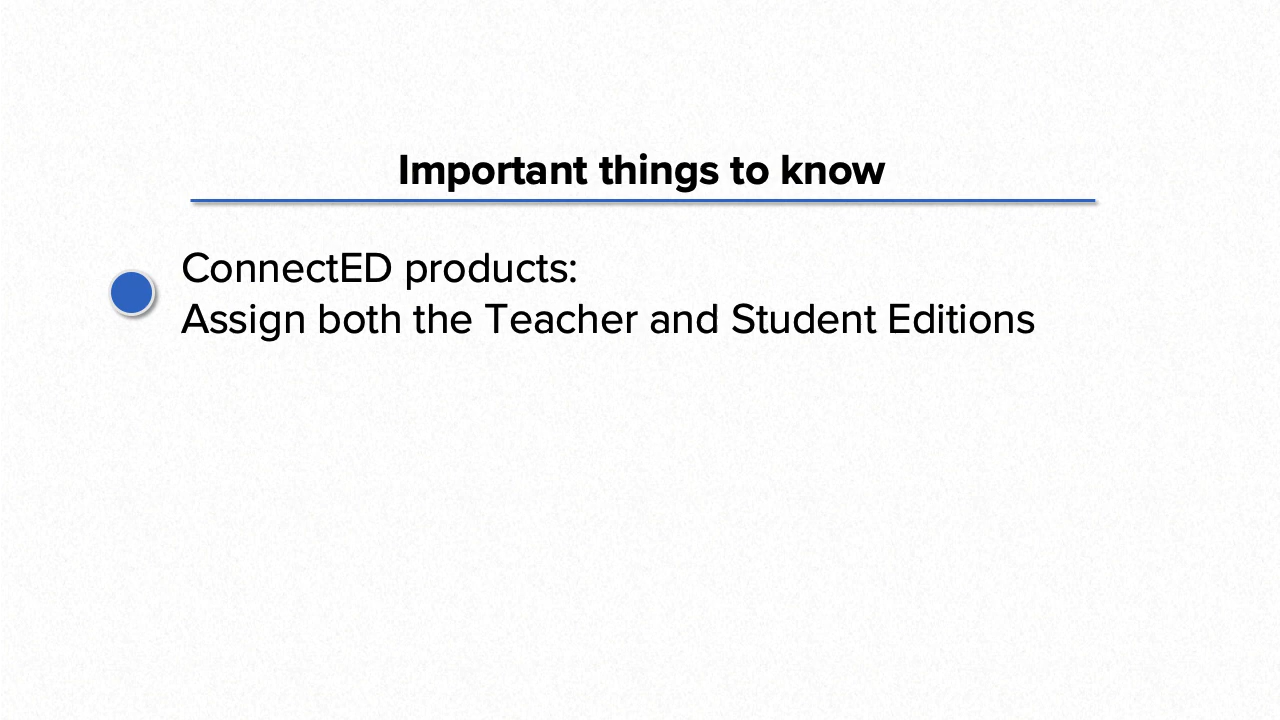 Important things to know
ConnectED products:
Assign both the Teacher and Student Editions